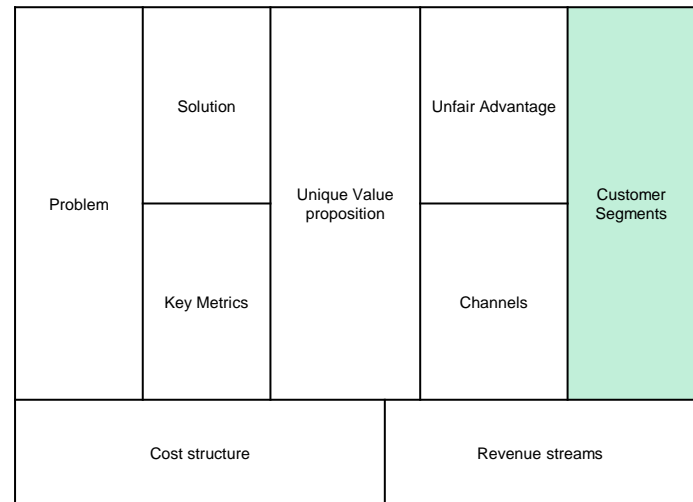 Problem
Solution
Key Metrics
Unique Value
proposition
Unfair Advantage
Channels
Customer
Segments
Cost structure
Revenue streams